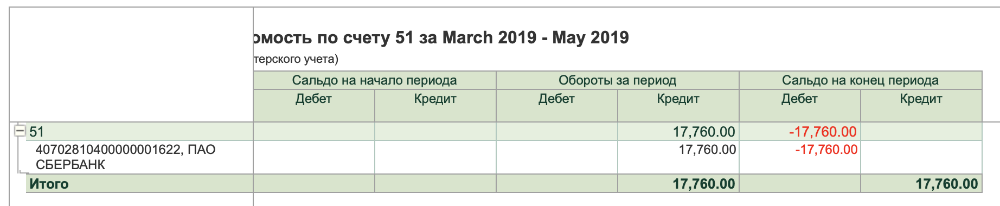 омость по счету 51 за March 2019 - May 2019
терского учета)
Сальдо на начало периода Обороты за период Сальдо на конец периода
Дебет Кредит Дебет Кредит Дебет Кредит
51 17,760.00 -17,760.00
40702810400000001622, ПАО 17,760.00 -17,760.00
СБЕРБАНК
Итого 17,760.00 17,760.00